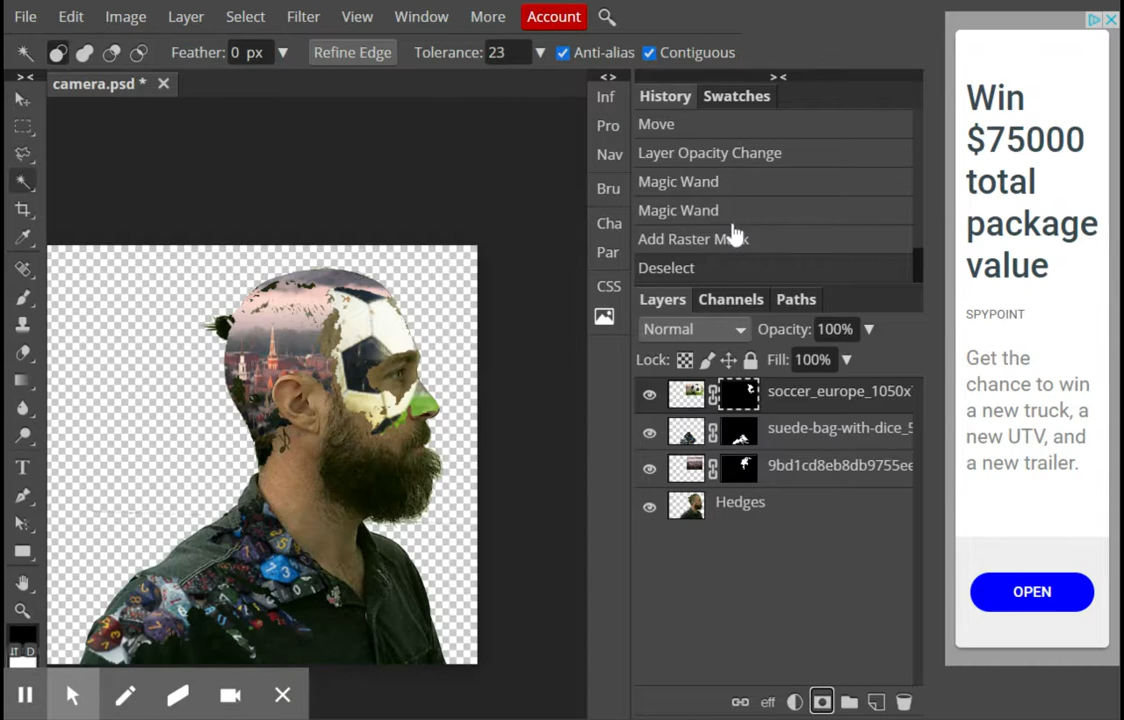 File Edit Image Layer Select Filter View Window More Account
Feather: 0 px Refine Edge Tolerance: 23 Anti-alias Contiguous
camera.psd *
Inf
Pro
Nav
Bru
Cha
Par
CSS
History Swatches
Move
Layer Opacity Change
Magic Wand
Magic Wand
Add Raster Mask
Deselect
Layers Channels Paths
Normal Opacity: 100%
Lock: Fill: 100%
soccer_europe_1050x
suede-bag-with-dice_5
9bd1cd8eb8db9755ee
Hedges
eff
D
Win
$75000
total
package
value
SPYPOINT
Get the
chance to win
a new truck, a
new UTV, and
a new trailer.
OPEN